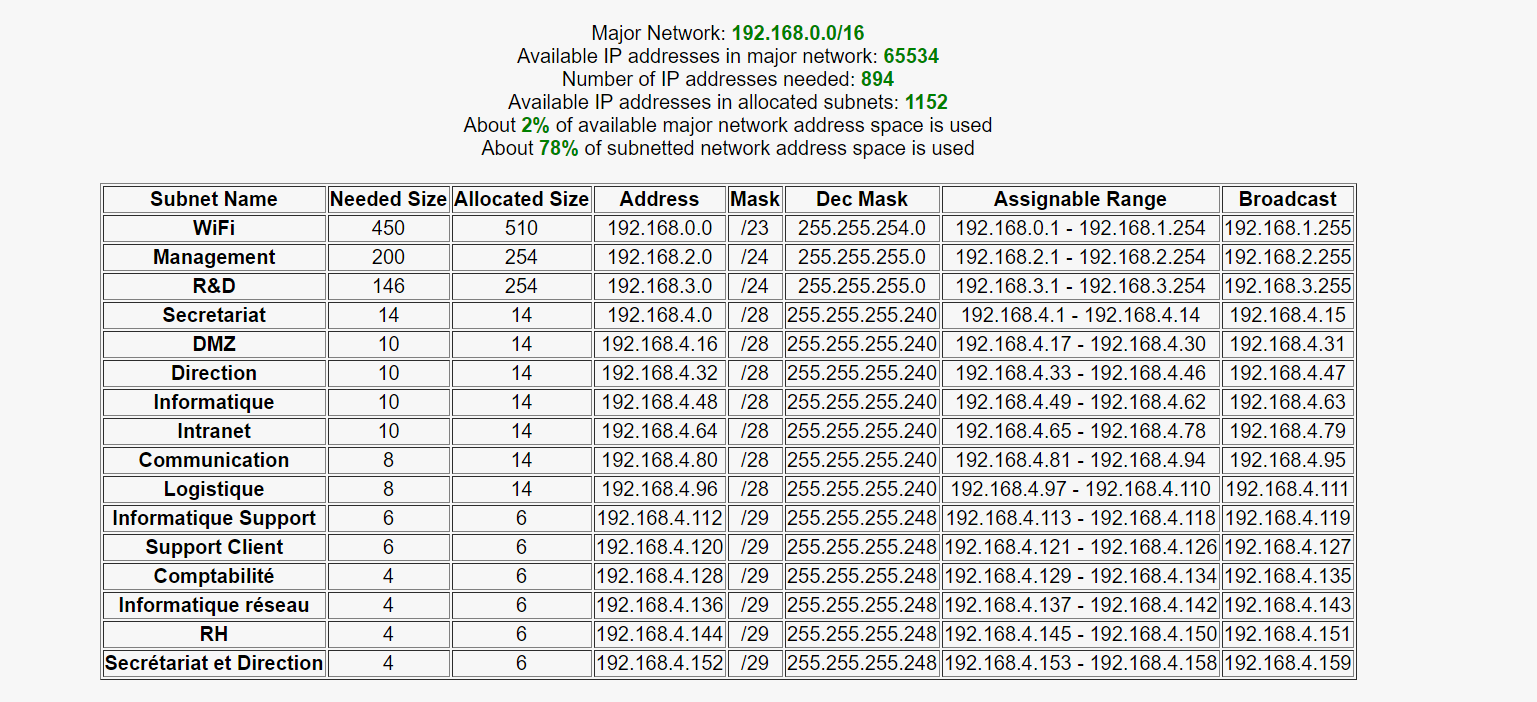 Major Network: 192.168.0.0/16
Available IP addresses in major network: 65534
Number of IP addresses needed: 894
Available IP addresses in allocated subnets: 1152
About 2% of available major network address space is used
About 78% of subnetted network address space is used
Subnet Name Needed Size Allocated Size Address Mask Dec Mask Assignable Range Broadcast
WiFi 450 510 192.168.0.0 /23 255.255.254.0 192.168.0.1 - 192.168.1.254 192.168.1.255
Management 200 254 192.168.2.0 /24 255.255.255.0 192.168.2.1 - 192.168.2.254 192.168.2.255
R&D 146 254 192.168.3.0 /24 255.255.255.0 192.168.3.1 - 192.168.3.254 192.168.3.255
Secretariat 14 14 192.168.4.0 /28 255.255.255.240 192.168.4.1 - 192.168.4.14 192.168.4.15
DMZ 10 14 192.168.4.16 /28 255.255.255.240 192.168.4.17 - 192.168.4.30 192.168.4.31
Direction 10 14 192.168.4.32 /28 255.255.255.240 192.168.4.33 - 192.168.4.46 192.168.4.47
Informatique 10 14 192.168.4.48 /28 255.255.255.240 192.168.4.49 - 192.168.4.62 192.168.4.63
Intranet 10 14 192.168.4.64 /28 255.255.255.240 192.168.4.65 - 192.168.4.78 192.168.4.79
Communication 8 14 192.168.4.80 /28 255.255.255.240 192.168.4.81 - 192.168.4.94 192.168.4.95
Logistique 8 14 192.168.4.96 /28 255.255.255.240 192.168.4.97 - 192.168.4.110 192.168.4.111
Informatique Support 6 6 192.168.4.112 /29 255.255.255.248 192.168.4.113 - 192.168.4.118 192.168.4.119
Support Client 6 6 192.168.4.120 /29 255.255.255.248 192.168.4.121 - 192.168.4.126 192.168.4.127
Comptabilité 4 6 192.168.4.128 /29 255.255.255.248 192.168.4.129 - 192.168.4.134 192.168.4.135
Informatique réseau 4 6 192.168.4.136 /29 255.255.255.248 192.168.4.137 - 192.168.4.142 192.168.4.143
RH 4 6 192.168.4.144 /29 255.255.255.248 192.168.4.145 - 192.168.4.150 192.168.4.151
Secrétariat et Direction 4 6 192.168.4.152 /29 255.255.255.248 192.168.4.153 - 192.168.4.158 192.168.4.159